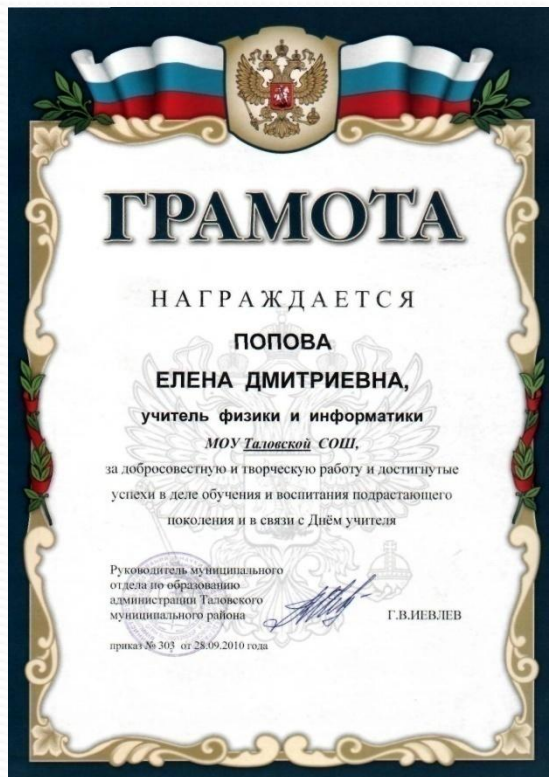 ГРАМОТА
НАГРАЖДАЕТСЯ
ПОПОВА
ЕЛЕНА ДМИТРИЕВНА,
учитель физики и информатики
МОУ Таловской СОШ,
за добросовестную и творческую работу и достигнутые
успехи в деле обучения и воспитания подрастающего
поколения и в связи с Днём учителя
Руководитель муниципального
отдела по образованию
администрации Таловского
муниципального района Г.В.ИЕВЛЕВ
приказ № 303 от 28.09.2010 года